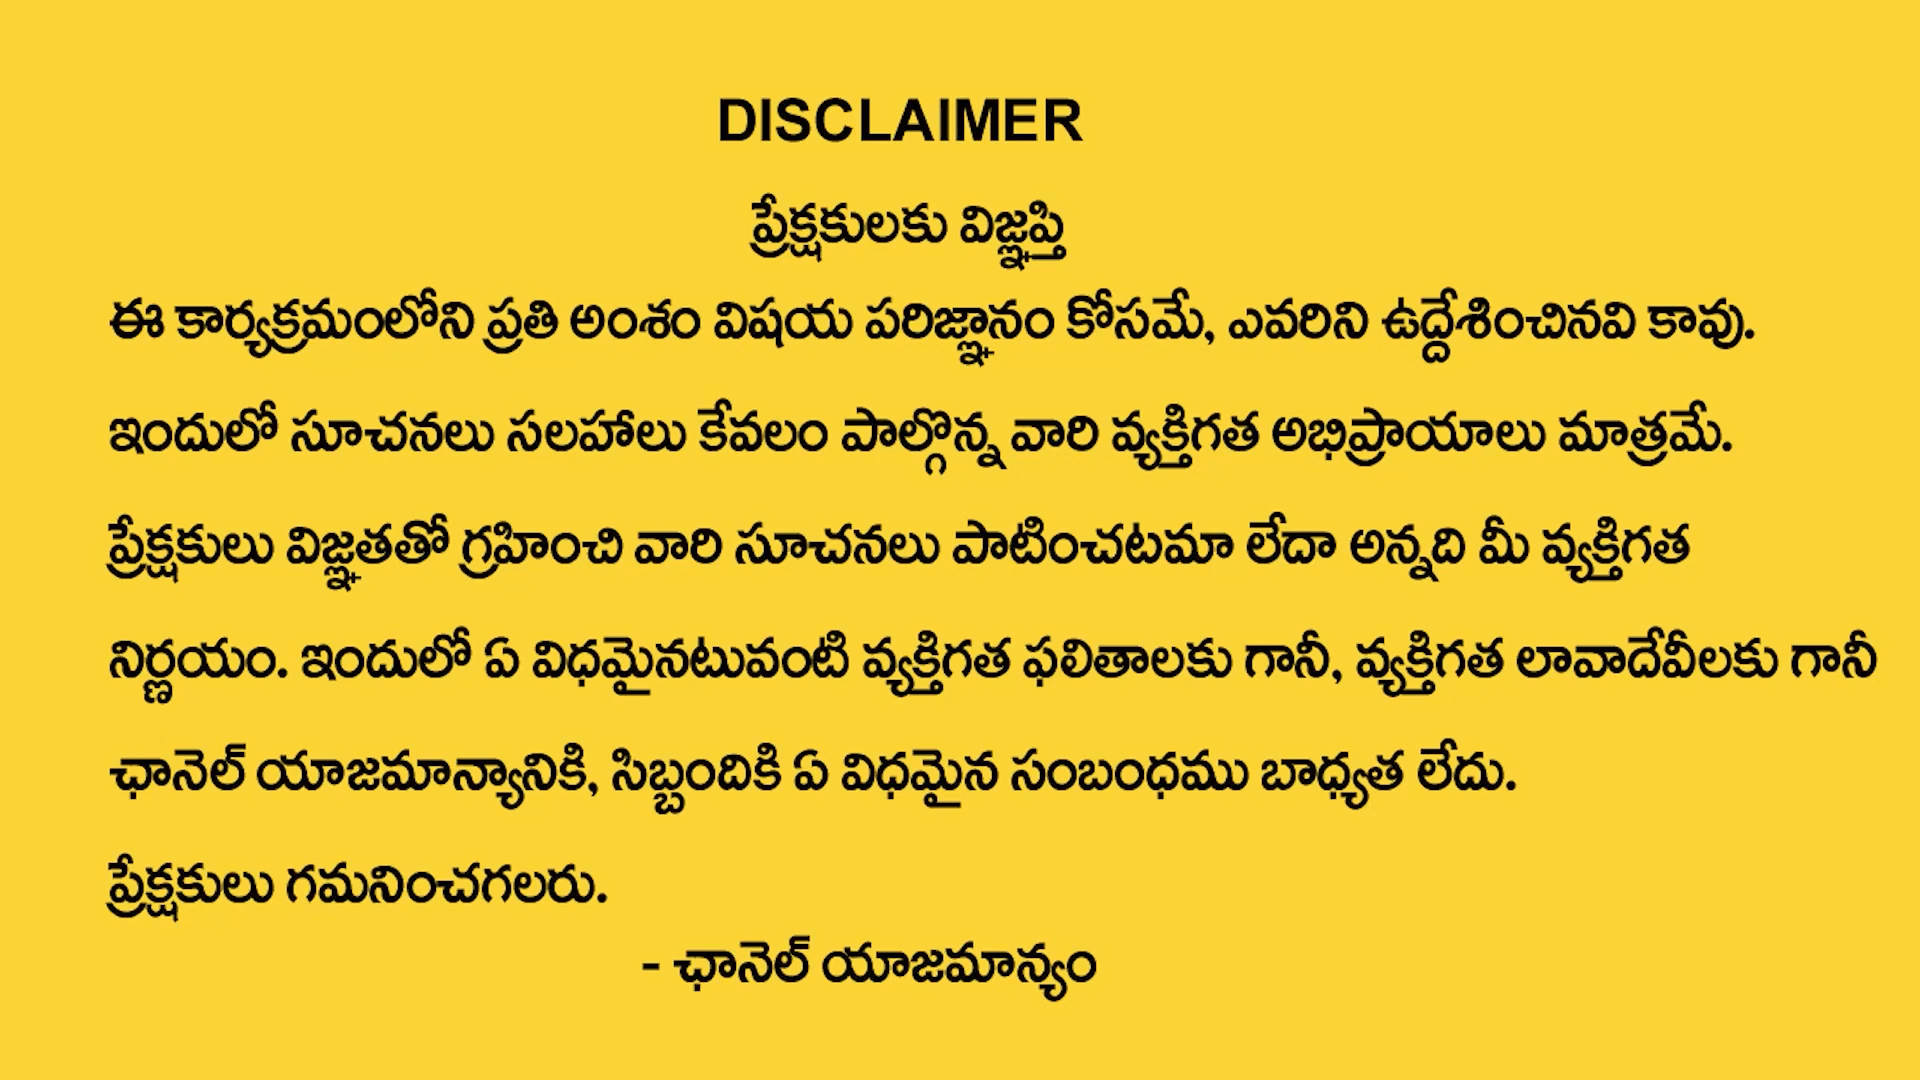 DISCLAIMER
ప్రేక్షకులకు విజ్ఞప్తి
ఈ కార్యక్రమంలోని ప్రతి అంశం విషయ పరిజ్ఞానం కోసమే, ఎవరిని ఉద్దేశించినవి కావు.
ఇందులో సూచనలు సలహాలు కేవలం పాల్గొన్న వారి వ్యక్తిగత అభిప్రాయాలు మాత్రమే.
ప్రేక్షకులు విజ్ఞతతో గ్రహించి వారి సూచనలు పాటించటమా లేదా అన్నది మీ వ్యక్తిగత
నిర్ణయం. ఇందులో ఏ విధమైనటువంటి వ్యక్తిగత ఫలితాలకు గానీ, వ్యక్తిగత లావాదేవీలకు గానీ
ఛానెల్ యాజమాన్యానికి, సిబ్బందికి ఏ విధమైన సంబంధము బాధ్యత లేదు.
ప్రేక్షకులు గమనించగలరు.
- ఛానెల్ యాజమాన్యం